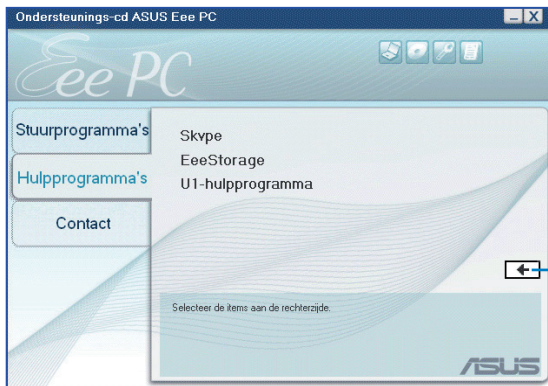 Ondersteunings-cd ASUS Eee PC
Eee PC
Stuurprogramma's
Hulpprogramma's
Contact
Skype
EeeStorage
U1-hulpprogramma
Selecteer de items aan de rechterzijde.
ASUS